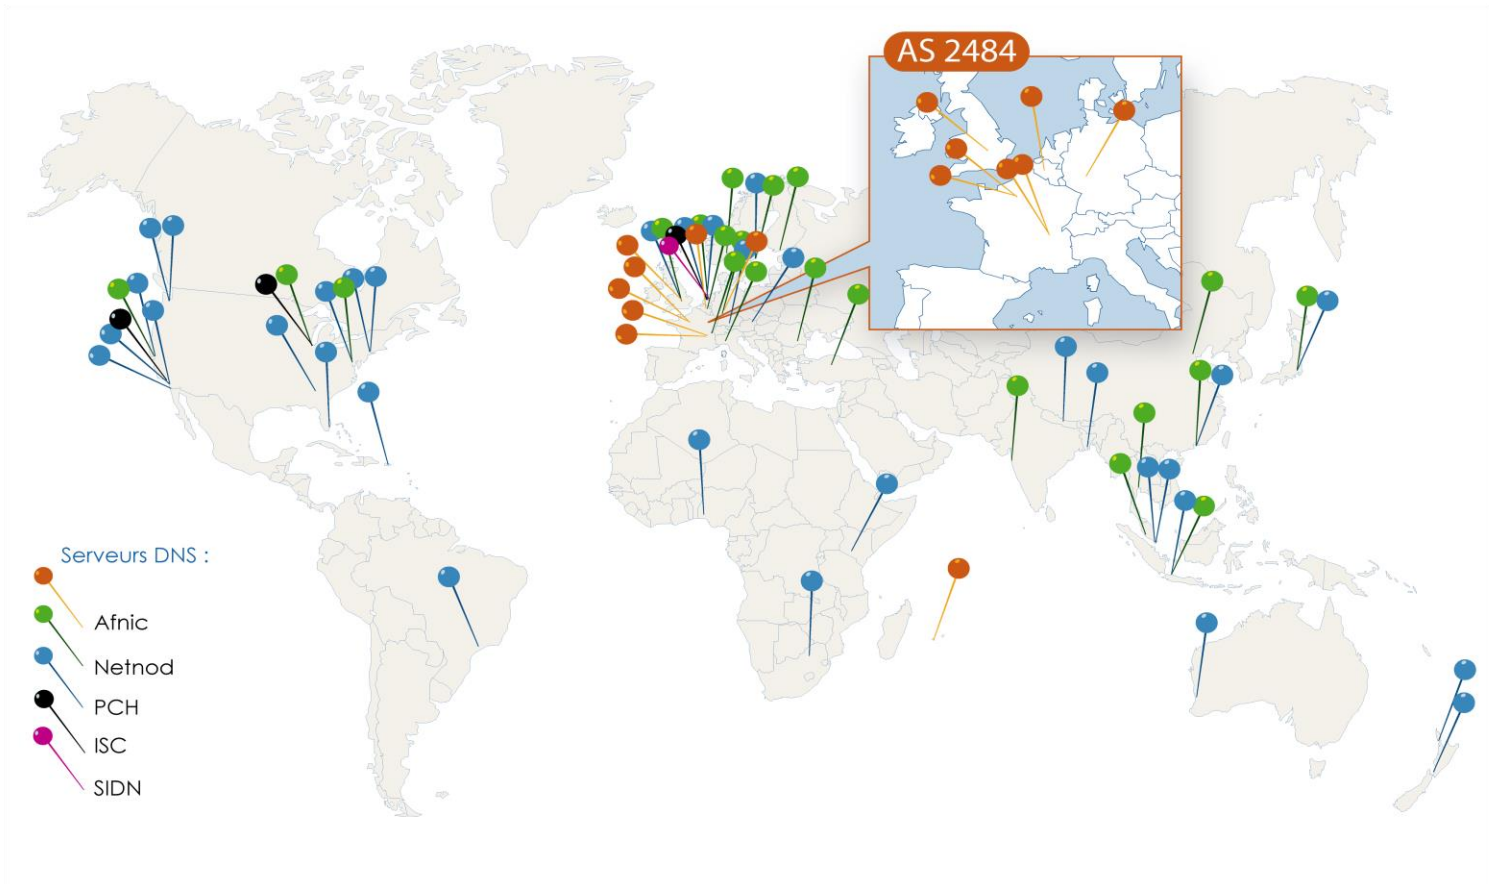 AS 2484
Serveurs DNS :
Afnic
Netnod
PCH
ISC
SIDN